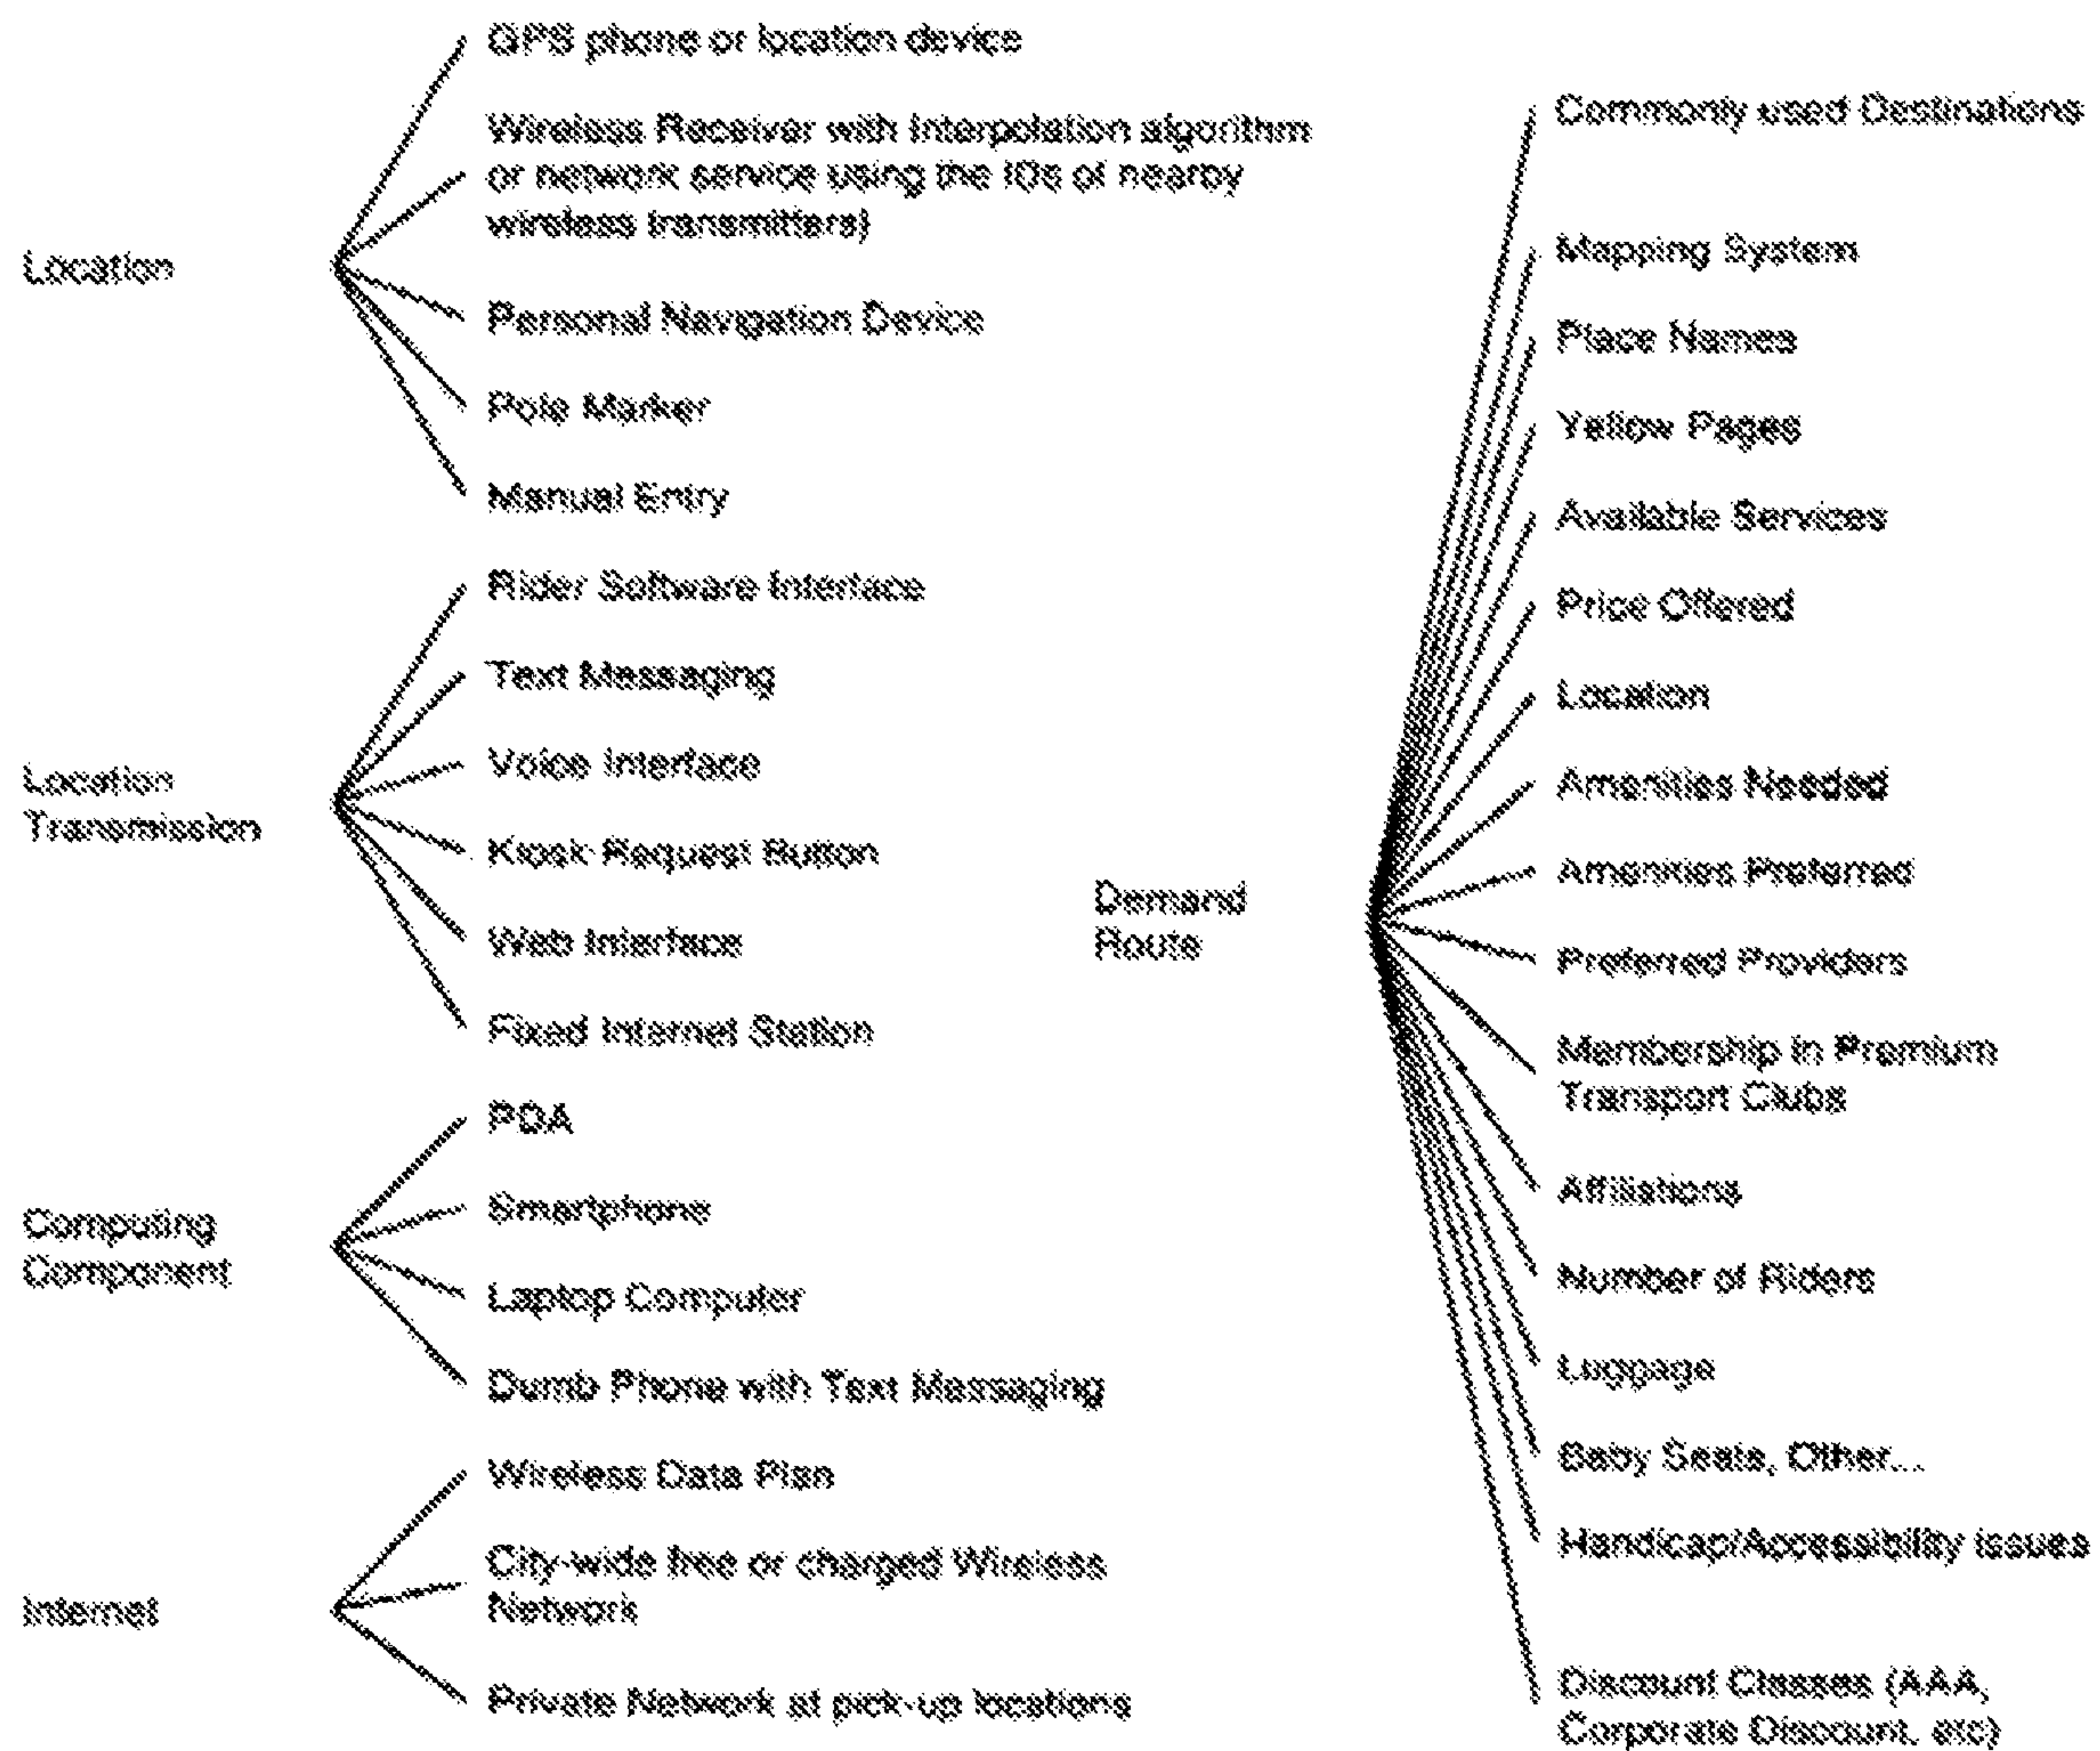 Location
GPS phone or location device
Wireless Receiver with Interpolation algorithm
or network service using the IDs of nearby
wireless transmitters)
Personal Navigation Device
Pole Marker
Manual Entry
Location
Transmission
Rider Software Interface
Text Messaging
Voice Interface
Kiosk Request Button
Web Interface
Fixed Internet Station
Computing
Component
PDA
Smartphone
Laptop Computer
Dumb Phone with Text Messaging
Internet
Wireless Data Plan
City-wide free or charged Wireless
Network
Private Network at pick-up locations
Demand
Route
Commonly used Destinations
Mapping System
Place Names
Yellow Pages
Available Services
Price Offered
Location
Amenities Needed
Amenities Preferred
Preferred Providers
Membership in Premium
Transport Clubs
Affiliations
Number of Riders
Luggage
Baby Seats, Other...
Handicap/Accessibility issues
Discount Classes (AAA,
Corporate Discount, etc)